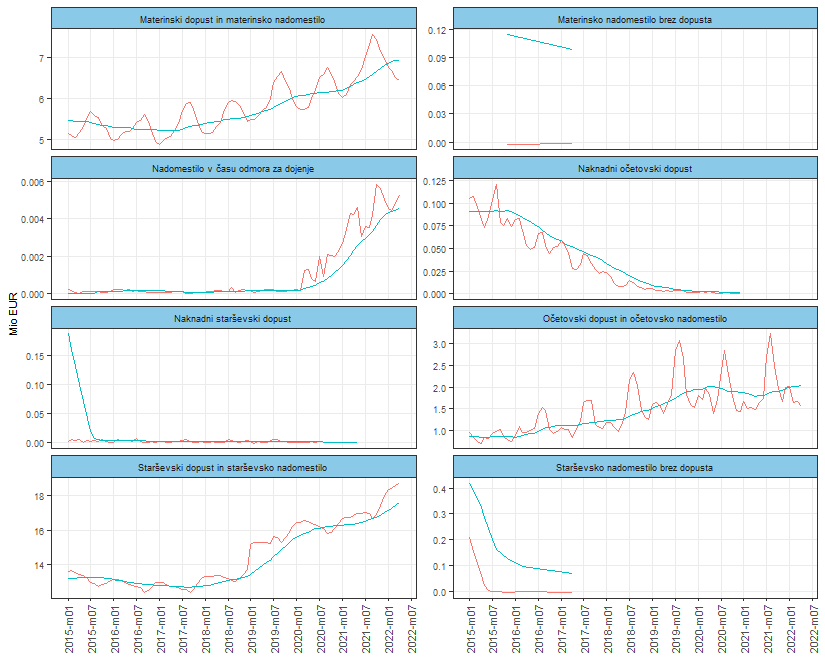 Materinski dopust in materinsko nadomestilo
Materinsko nadomestilo brez dopusta
7
6
5
0.12
0.09
0.06
0.03
0.00
Nadomestilo v času odmora za dojenje
Naknadni očetovski dopust
0.006
0.004
0.002
0.000
0.125
0.100
0.075
0.050
0.025
0.000
Mio EUR
Naknadni starševski dopust
Očetovski dopust in očetovsko nadomestilo
0.15
0.10
0.05
0.00
3.0
2.5
2.0
1.5
1.0
Starševski dopust in starševsko nadomestilo
Starševsko nadomestilo brez dopusta
18
16
14
0.4
0.3
0.2
0.1
0.0
2015-m01
2015-m07
2016-m01
2016-m07
2017-m01
2017-m07
2018-m01
2018-m07
2019-m01
2019-m07
2020-m01
2020-m07
2021-m01
2021-m07
2022-m01
2022-m07
2015-m01
2015-m07
2016-m01
2016-m07
2017-m01
2017-m07
2018-m01
2018-m07
2019-m01
2019-m07
2020-m01
2020-m07
2021-m01
2021-m07
2022-m01
2022-m07